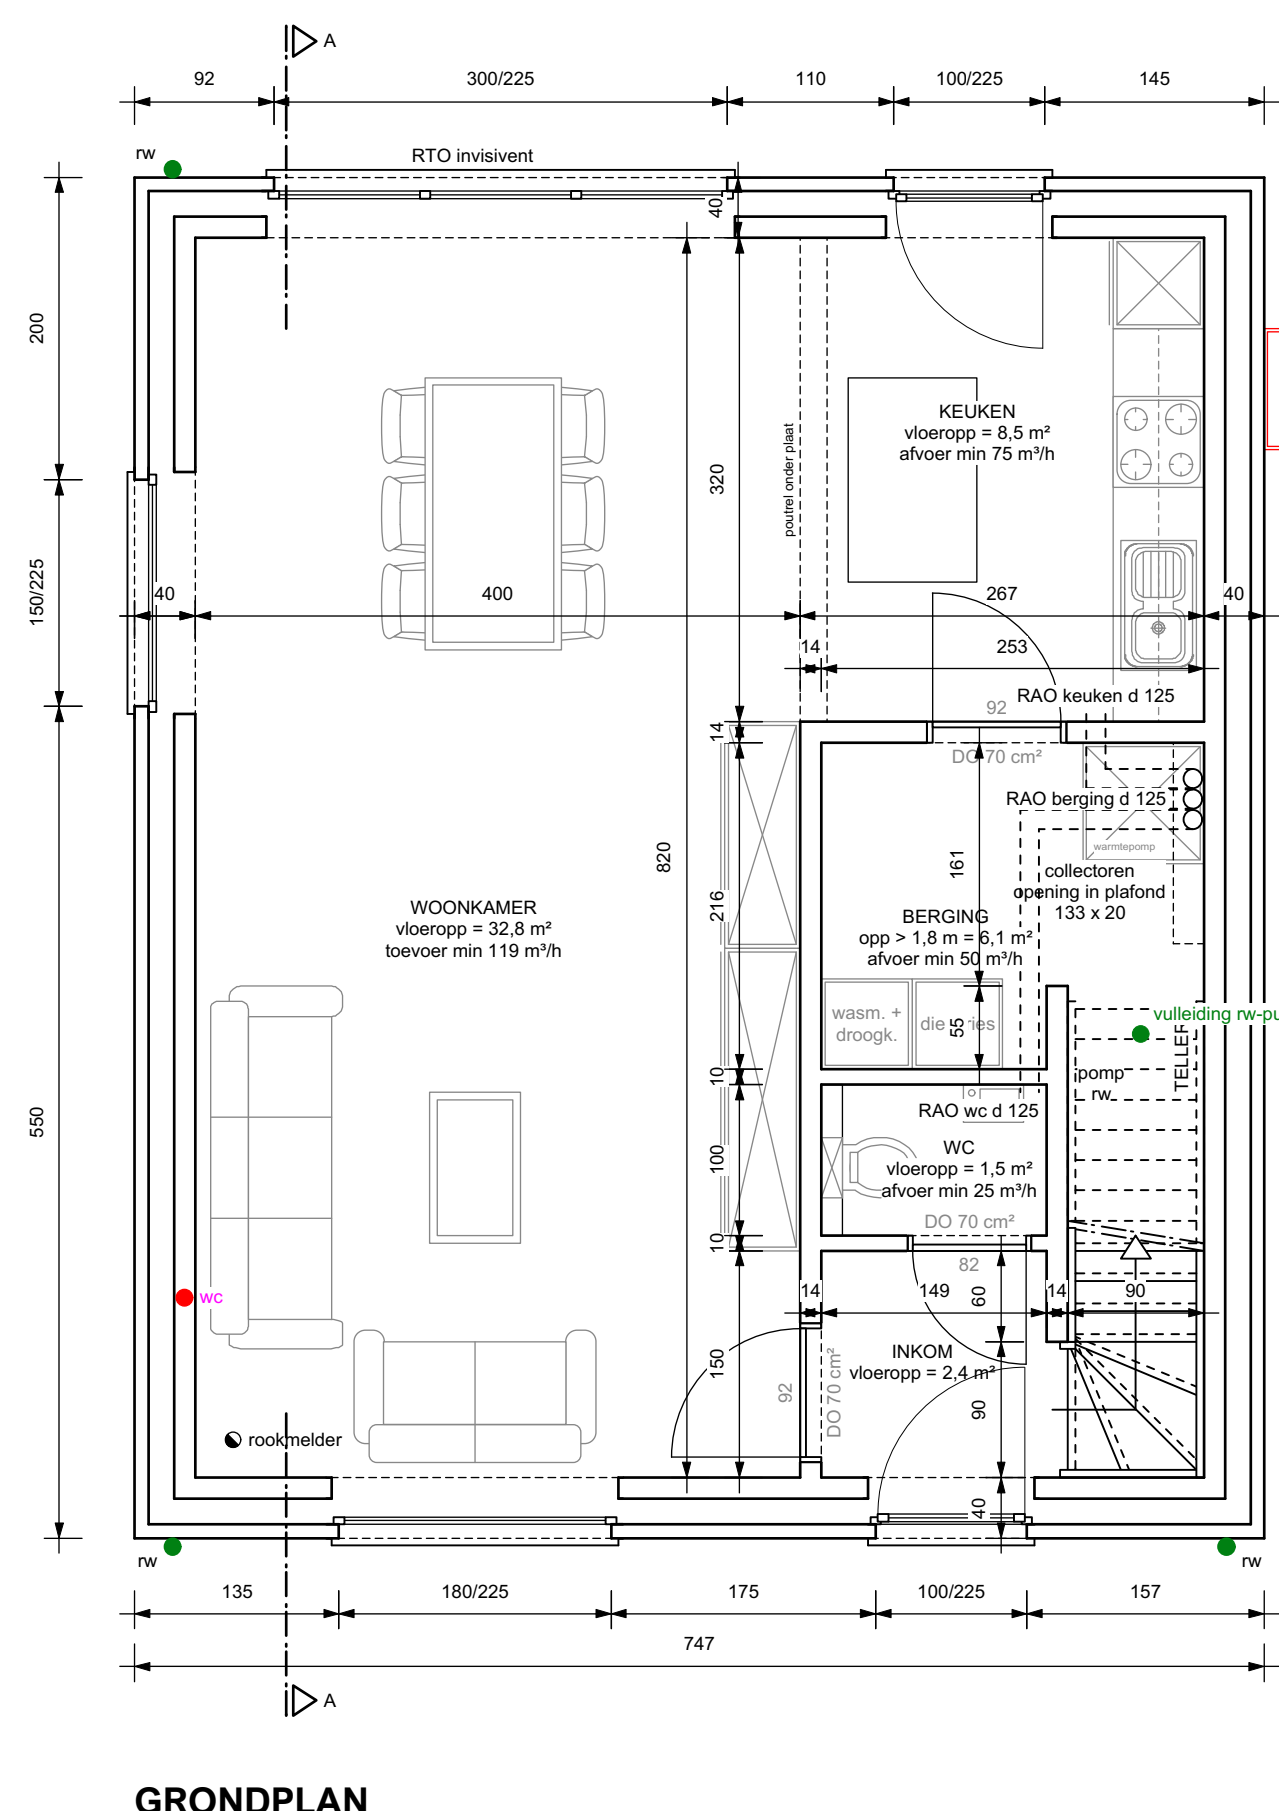 A
92
300/225
110
100/225
145
rw
RTO invisivent
40
200
KEUKEN
vloeropp = 8,5 m²
afvoer min 75 m³/h
poutrel onder plaat
320
150/225
40
400
267
40
14
253
RAO keuken d 125
92
14
DO 70 cm²
RAO berging d 125
warmtepomp
161
820
collectoren
opening in plafond
133 x 20
216
WOONKAMER
vloeropp = 32,8 m²
toevoer min 119 m³/h
BERGING
opp > 1,8 m = 6,1 m²
afvoer min 50 m³/h
wasm. +
droogk.
55
vulleiding rw-pu
TELLER
pomp
rw
10
RAO wc d 125
550
100
WC
vloeropp = 1,5 m²
afvoer min 25 m³/h
DO 70 cm²
10
82
wc
14
149
60
14
90
INKOM
vloeropp = 2,4 m²
150
92
DO 70 cm²
90
rookmelder
40
rw
rw
135
180/225
175
100/225
157
747
A
GRONDPLAN